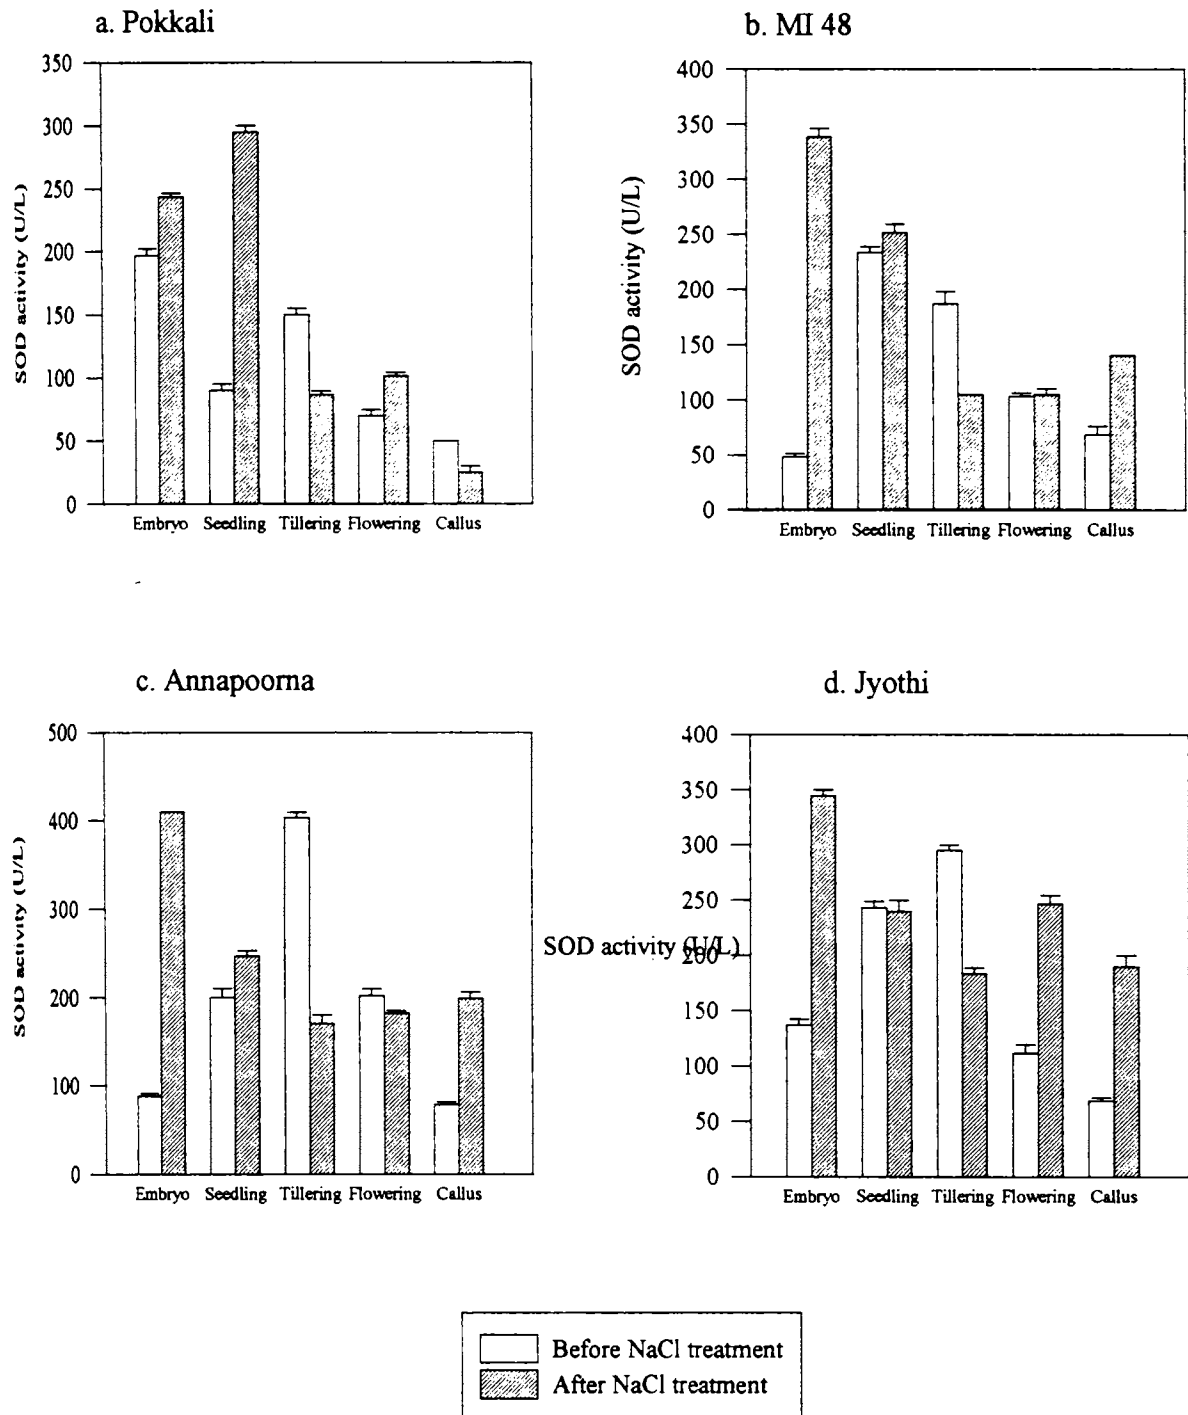 a. Pokkali
350
300
250
200
150
100
50
0
SOD activity (U/L)
Embryo Seedling Tillering Flowering Callus
b. MI 48
400
350
300
250
200
150
100
50
0
SOD activity (U/L)
Embryo Seedling Tillering Flowering Callus
c. Annapoorna
500
400
300
200
100
0
SOD activity (U/L)
Embryo Seedling Tillering Flowering Callus
d. Jyothi
400
350
300
250
200
150
100
50
0
SOD activity (U/L)
Embryo Seedling Tillering Flowering Callus
Before NaCl treatment
After NaCl treatment